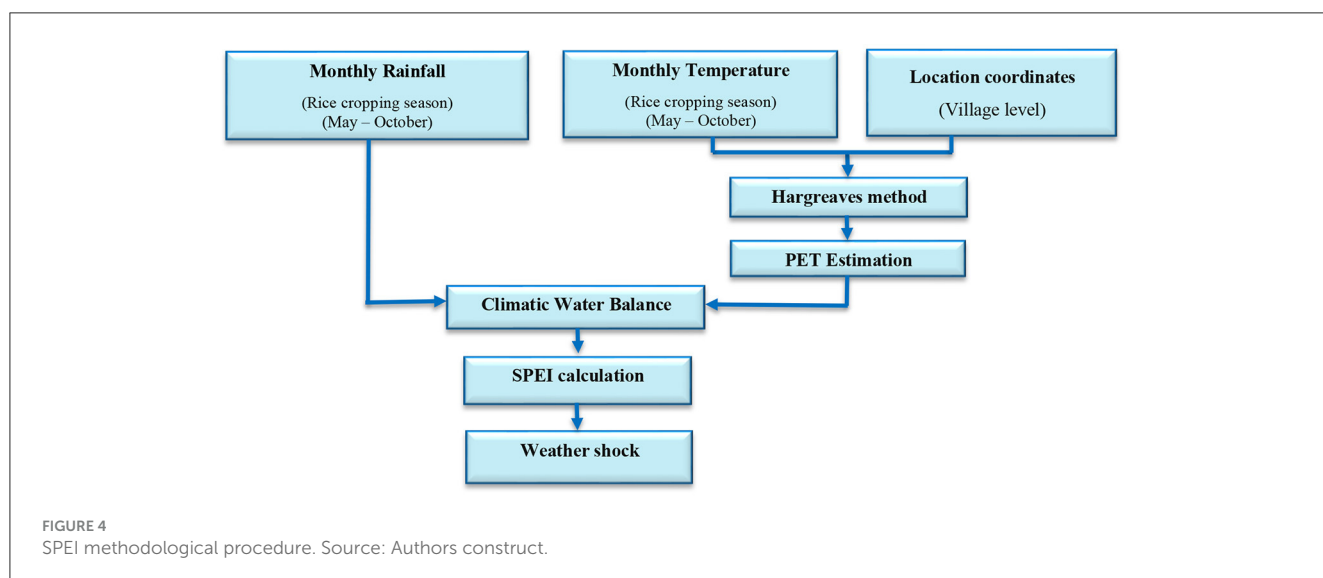 Monthly Rainfall
(Rice cropping season)
(May – October)
Monthly Temperature
(Rice cropping season)
(May – October)
Location coordinates
(Village level)
Hargreaves method
PET Estimation
Climatic Water Balance
SPEI calculation
Weather shock
FIGURE 4
SPEI methodological procedure. Source: Authors construct.